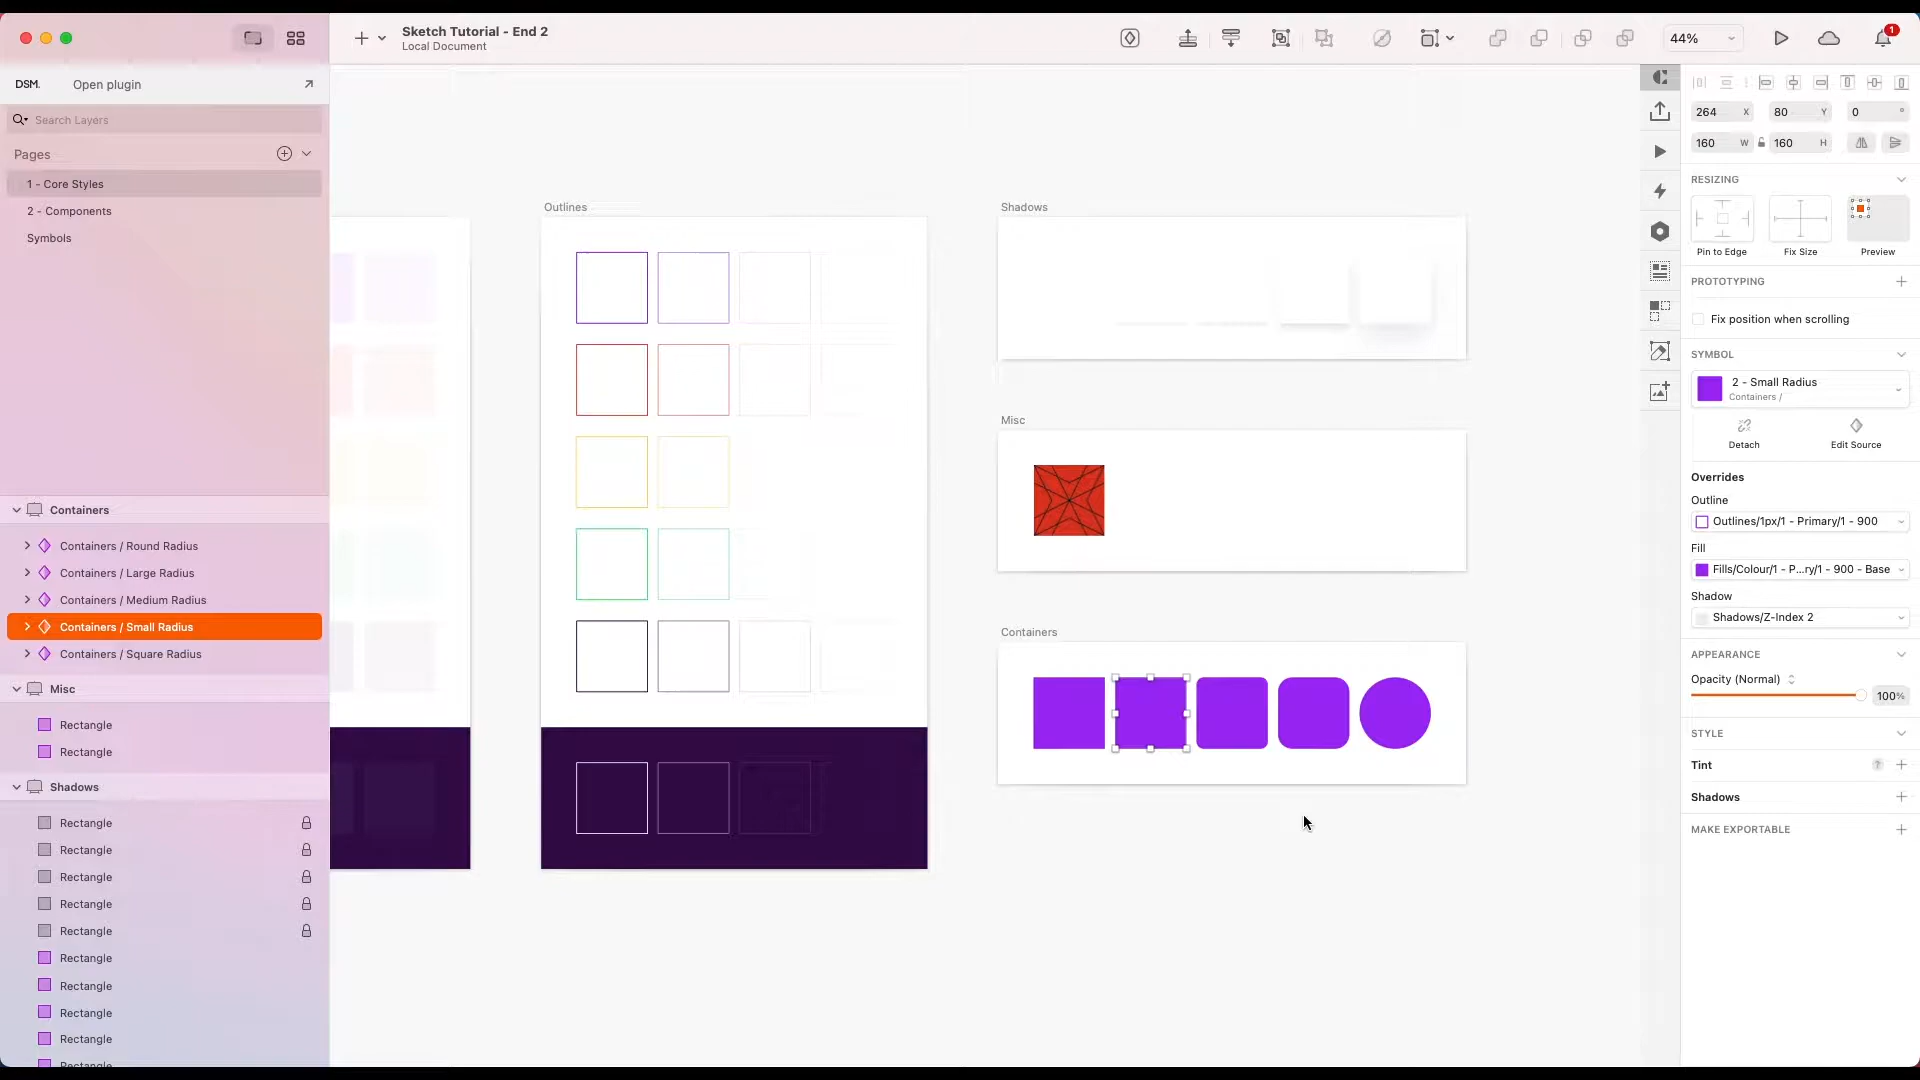 Sketch Tutorial - End 2
Local Document
44%
1
DSM.
Open plugin
Search Layers
Pages
1 - Core Styles
2 - Components
Symbols
Containers
Containers / Round Radius
Containers / Large Radius
Containers / Medium Radius
Containers / Small Radius
Containers / Square Radius
Misc
Rectangle
Rectangle
Shadows
Rectangle
Rectangle
Rectangle
Rectangle
Rectangle
Rectangle
Rectangle
Rectangle
Rectangle
Rectangle
Outlines
Shadows
Misc
Containers
264 X
80 Y
0 °
160 W
160 H
RESIZING
Pin to Edge
Fix Size
Preview
PROTOTYPING
Fix position when scrolling
SYMBOL
2 - Small Radius
Containers /
Detach
Edit Source
Overrides
Outline
Outlines/1px/1 - Primary/1 - 900
Fill
Fills/Colour/1 - P...ry/1 - 900 - Base
Shadow
Shadows/Z-Index 2
APPEARANCE
Opacity (Normal)
100%
STYLE
Tint
?
Shadows
MAKE EXPORTABLE